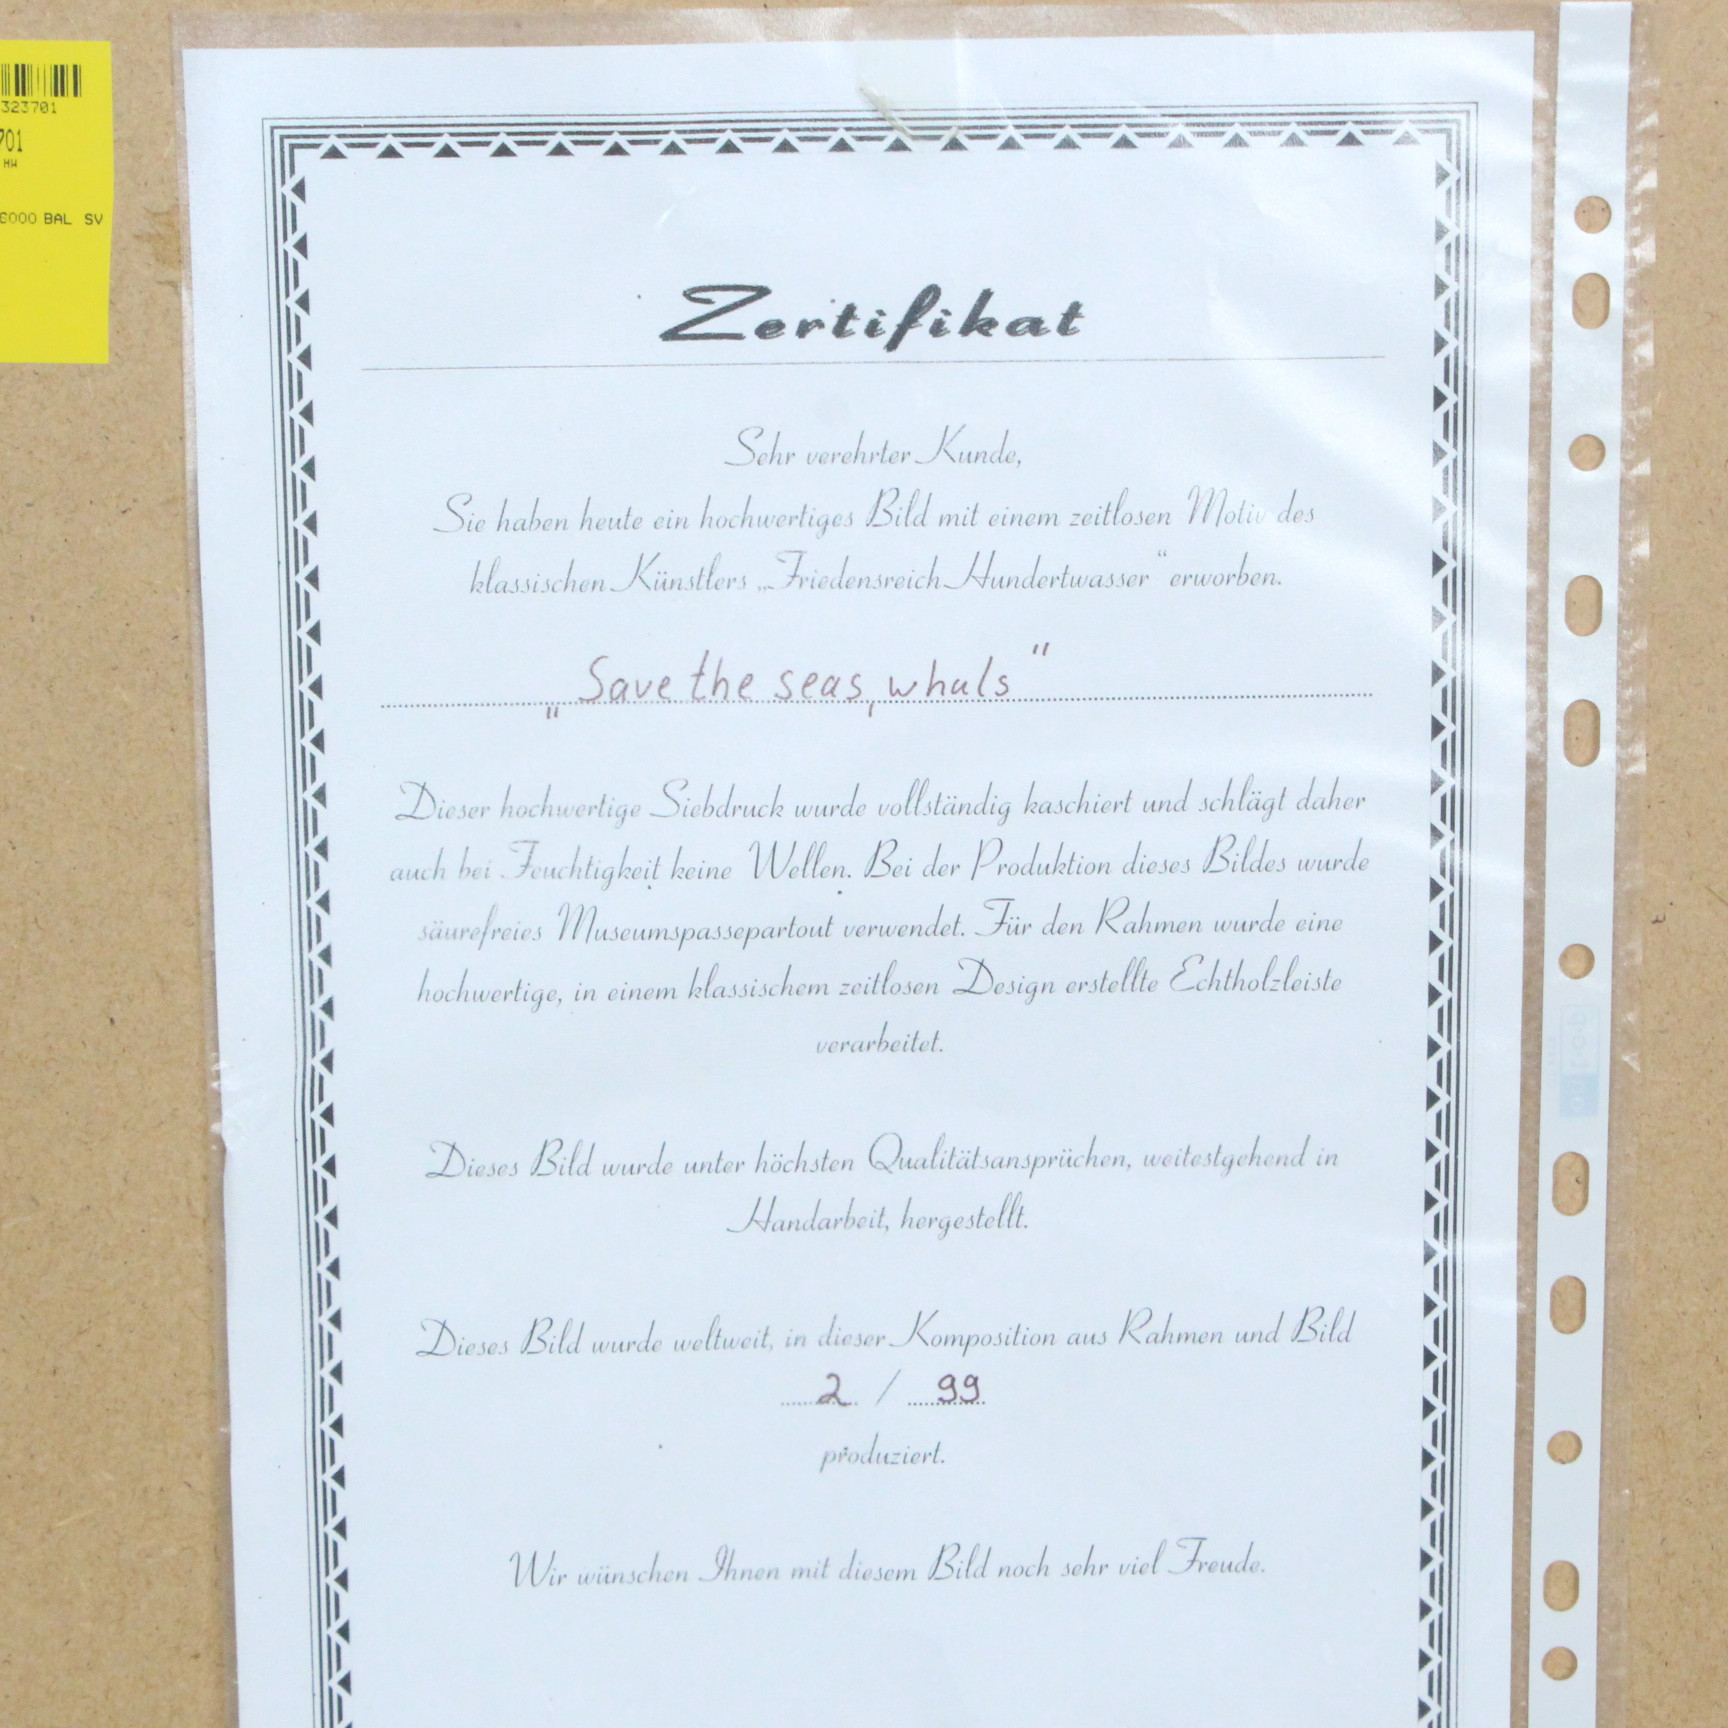 323701
701
HW
6000 BAL SV
Zertifikat
Sehr verehrter Kunde,
Sie haben heute ein hochwertiges Bild mit einem zeitlosen Motiv des
klassischen Künstlers „Friedensreich Hundertwasser“ erworben.
„Save the seas, whals“
Dieser hochwertige Siebdruck wurde vollständig kaschiert und schlägt daher
auch bei Feuchtigkeit keine Wellen. Bei der Produktion dieses Bildes wurde
säurefreies Museumspassepartout verwendet. Für den Rahmen wurde eine
hochwertige, in einem klassischem zeitlosen Design erstellte Echtholzleiste
verarbeitet.
Dieses Bild wurde unter höchsten Qualitätsansprüchen, weitestgehend in
Handarbeit, hergestellt.
Dieses Bild wurde weltweit, in dieser Komposition aus Rahmen und Bild
2 / 99
produziert.
Wir wünschen Ihnen mit diesem Bild noch sehr viel Freude.